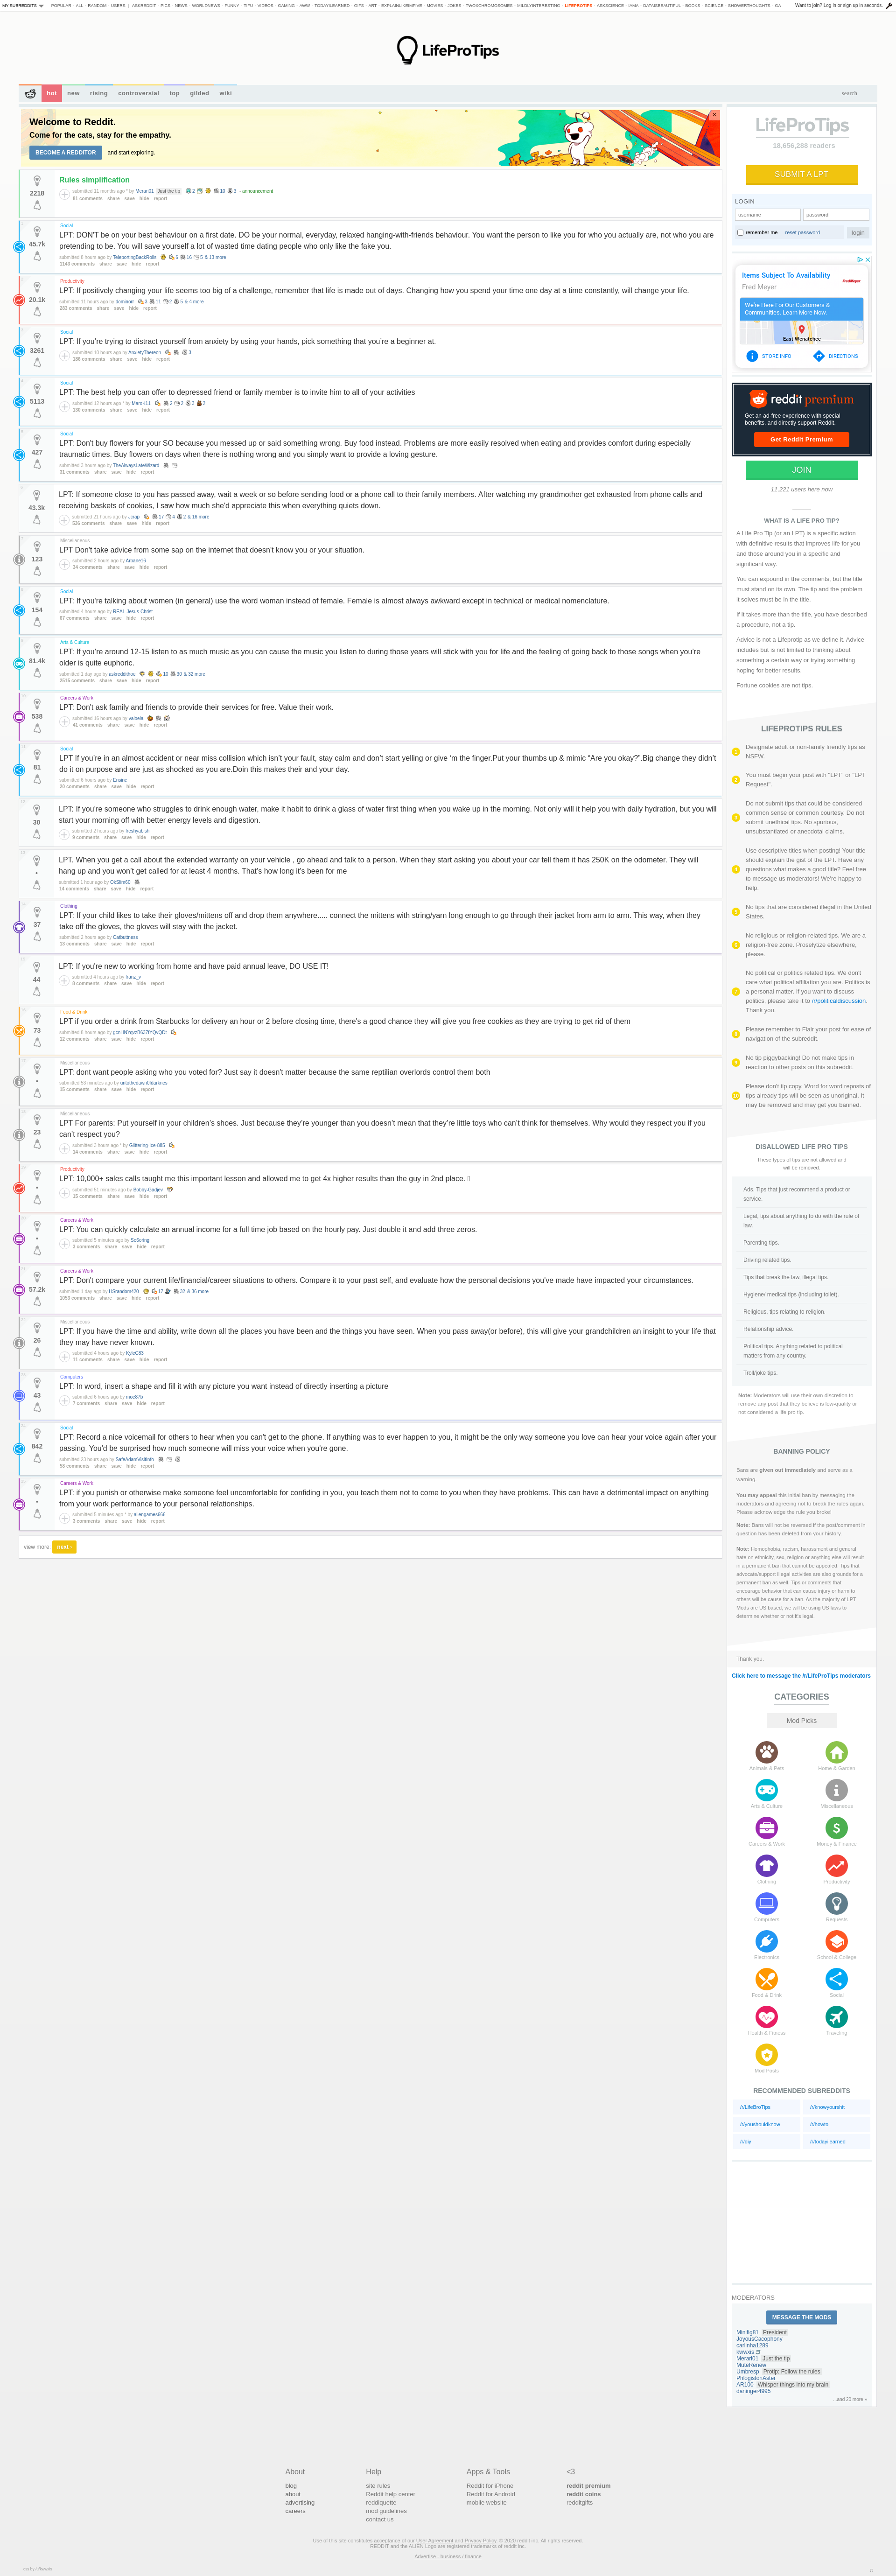 MY SUBREDDITS POPULAR - ALL - RANDOM - USERS | ASKREDDIT - PICS - NEWS - WORLDNEWS - FUNNY - TIFU - VIDEOS - GAMING - AWW - TODAYILEARNED - GIFS - ART - EXPLAINLIKEIMFIVE - MOVIES - JOKES - TWOXCHROMOSOMES - MILDLYINTERESTING - LIFEPROTIPS - ASKSCIENCE - IAMA - DATAISBEAUTIFUL - BOOKS - SCIENCE - SHOWERTHOUGHTS - GA Want to join? Log in or sign up in seconds.
LifeProTips
hot new rising controversial top gilded wiki search
Welcome to Reddit.
Come for the cats, stay for the empathy.
BECOME A REDDITOR and start exploring.
2218
Rules simplification
submitted 11 months ago * by Merari01 Just the tip - announcement
81 comments share save hide report
Social
45.7k
LPT: DON'T be on your best behaviour on a first date. DO be your normal, everyday, relaxed and hanging-with-your-best-friends behaviour. You want the person to like you for who you actually are, not who you are pretending to be. You will save yourself a lot of wasted time dating people who only like the fake you.
submitted 6 hours ago by TeleportingBackRolls 6 16 5 & 13 more
1143 comments share save hide report
Productivity
20.1k
LPT: If positively changing your life seems too big of a challenge, remember that life is made out of days. Changing how you spend your time one day at a time constantly, will change your life.
submitted 11 hours ago by dominoer & 4 more
283 comments share save hide report
Social
3261
LPT: If you're trying to distract yourself from anxiety by using your hands, pick something that you're a beginner at.
submitted 10 hours ago by AnxietyThereon 3
186 comments share save hide report
Social
5113
LPT: The best help you can offer to depressed friend or family member is to invite him to all of your activities
submitted 12 hours ago * by MamK11 2 2 3 2
130 comments share save hide report
Social
427
LPT: Don't buy flowers for your SO because you messed up or said something wrong. Buy food instead. Problems are more easily resolved when eating and provides comfort during especially traumatic times. Buy flowers on days when there is nothing wrong and you simply want to provide a loving gesture.
submitted 3 hours ago by TheAlwaysLateWizard
31 comments share save hide report
43.3k
LPT: If someone close to you has passed away, wait a week or so before sending food or a phone call to their family members. After watching my grandmother get exhausted from phone calls and receiving baskets of cookies, I saw how much she'd appreciate this when everything quiets down.
submitted 21 hours ago by Jcnap 17 4 2 & 18 more
536 comments share save hide report
Miscellaneous
123
LPT Don't take advice from some sap on the internet that doesn't know you or your situation.
submitted 2 hours ago by Arbane16
34 comments share save hide report
Social
154
LPT: If you're talking about women (in general) use the word woman instead of female. Female is almost always awkward except in technical or medical nomenclature.
submitted 4 hours ago by REAL-Jesus-Christ
67 comments share save hide report
Arts & Culture
81.4k
LPT: If you're around 12-15 listen to as much music as you can cause the music you listen to during those years will stick with you for life and the feeling of going back to those songs when you're older is quite euphoric.
submitted 1 day ago by askreddithoe 10 30 & 32 more
2515 comments share save hide report
Careers & Work
538
LPT: Don't ask family and friends to provide their services for free. Value their work.
submitted 16 hours ago by valueta
41 comments share save hide report
Social
81
LPT If you're in an almost accident or near miss collision which isn't your fault, stay calm and don't start yelling or give 'm the finger.Put your thumbs up & mimic "Are you okay?".Big change they didn't do it on purpose and are just as shocked as you are.Doin this makes their and your day.
submitted 6 hours ago by Ensino
20 comments share save hide report
30
LPT: If you're someone who struggles to drink enough water, make it habit to drink a glass of water first thing when you wake up in the morning. Not only will it help you with daily hydration, but you will start your morning off with better energy levels and digestion.
submitted 2 hours ago by freshyabish
8 comments share save hide report
•
LPT. When you get a call about the extended warranty on your vehicle , go ahead and talk to a person. When they start asking you about your car tell them it has 250K on the odometer. They will hang up and you won't get called for at least 4 months. That's how long it's been for me
submitted 1 hour ago by OkSlim60
14 comments share save hide report
Clothing
37
LPT: If your child likes to take their gloves/mittens off and drop them anywhere..... connect the mittens with string/yarn long enough to go through their jacket from arm to arm. This way, when they take off the gloves, the gloves will stay with the jacket.
submitted 3 hours ago by Catbuttness
13 comments share save hide report
44
LPT: If you're new to working from home and have paid annual leave, DO USE IT!
submitted 4 hours ago by franz_v
8 comments share save hide report
Food & Drink
73
LPT If you order a drink from Starbucks for delivery an hour or 2 before closing time, there's a good chance they will give you free cookies as they are trying to get rid of them
submitted 8 hours ago by
12 comments share save hide report
Miscellaneous
•
LPT: dont want people asking who you voted for? Just say it doesn't matter because the same reptilian overlords control them both
submitted 53 minutes ago by
15 comments share save hide report
Miscellaneous
23
LPT For parents: Put yourself in your children's shoes. Just because they're younger than you doesn't mean that they're little toys who can't think for themselves. Why would they respect you if you can't respect you?
submitted 3 hours ago * by Glittering-Ice-885
14 comments share save hide report
Productivity
•
LPT: 10,000+ sales calls taught me this important lesson and allowed me to get 4x higher results than the guy in 2nd place.
submitted 51 minutes ago by Bobby-Gadjev
15 comments share save hide report
Careers & Work
•
LPT: You can quickly calculate an annual income for a full time job based on the hourly pay. Just double it and add three zeros.
submitted 5 minutes ago by Sofloring
3 comments share save hide report
Careers & Work
57.2k
LPT: Don't compare your current life/financial/career situations to others. Compare it to your past self, and evaluate how the personal decisions you've made have impacted your circumstances.
submitted 1 day ago by HSrandom420 17 32 & 36 more
1053 comments share save hide report
Miscellaneous
26
LPT: If you have the time and ability, write down all the places you have been and the things you have seen. When you pass away(or before), this will give your grandchildren an insight to your life that they may have never known.
submitted 4 hours ago by KyleC83
11 comments share save hide report
Computers
43
LPT: In word, insert a shape and fill it with any picture you want instead of directly inserting a picture
submitted 6 hours ago by moelf7b
7 comments share save hide report
Social
842
LPT: Record a nice voicemail for others to hear when you can't get to the phone. If anything was to ever happen to you, it might be the only way someone you love can hear your voice again after your passing. You'd be surprised how much someone will miss your voice when you're gone.
submitted 22 hours ago by SafeAdamVisitInfo
58 comments share save hide report
Careers & Work
•
LPT: if you punish or otherwise make someone feel uncomfortable for confiding in you, you teach them not to come to you when they have problems. This can have a detrimental impact on anything from your work performance to your personal relationships.
submitted 5 minutes ago * by aliengames666
3 comments share save hide report
view more: next ›
LifeProTips
18,656,288 readers
SUBMIT A LPT
LOGIN
username password
remember me reset password login
Items Subject To Availability
Fred Meyer
We're Here For Our Customers & Communities. Learn More Now.
East Wenatchee
STORE INFO DIRECTIONS
reddit premium
Get an ad-free experience with special benefits, and directly support Reddit.
Get Reddit Premium
JOIN
11,221 users here now
WHAT IS A LIFE PRO TIP?
A Life Pro Tip (or an LPT) is a specific action with definitive results that improves life for you and those around you in a specific and significant way.
You can expound in the comments, but the title must stand on its own. The tip and the problem it solves must be in the title.
If it takes more than the title, you have described a procedure, not a tip.
Advice is not a Lifeprotip as we define it. Advice includes but is not limited to thinking about something a certain way or trying something hoping for better results.
Fortune cookies are not tips.
LIFEPROTIPS RULES
1 Designate adult or non-family friendly tips as NSFW.
2 You must begin your post with "LPT" or "LPT Request".
3 Do not submit tips that could be considered common sense or common courtesy. Do not submit unethical tips. No spurious, unsubstantiated or anecdotal claims.
4 Use descriptive titles when posting! Your title should explain the gist of the LPT. Have any questions what makes a good title? Feel free to message us moderators! We're happy to help.
5 No tips that are considered illegal in the United States.
6 No religious or religion-related tips. We are a religion-free zone. Proselytize elsewhere, please.
7 No political or politics related tips. We don't care what political affiliation you are. Politics is a personal matter. If you want to discuss politics, please take it to /r/politicaldiscussion. Thank you.
8 Please remember to Flair your post for ease of navigation of the subreddit.
9 No tip piggybacking! Do not make tips in reaction to other posts on this subreddit.
10 Please don't tip copy. Word for word reposts of tips already tips will be seen as unoriginal. It may be removed and may get you banned.
DISALLOWED LIFE PRO TIPS
These types of tips are not allowed and will be removed.
Ads. Tips that just recommend a product or service.
Legal, tips about anything to do with the rule of law.
Parenting tips.
Driving related tips.
Tips that break the law, illegal tips.
Hygiene/ medical tips (including toilet).
Religious, tips relating to religion.
Relationship advice.
Political tips. Anything related to political matters from any country.
Troll/joke tips.
Note: Moderators will use their own discretion to remove any post that they believe is low-quality or not considered a life pro tip.
BANNING POLICY
Bans are given out immediately and serve as a warning.
You may appeal this initial ban by messaging the moderators and agreeing not to break the rules again. Please acknowledge the rule you broke!
Note: Bans will not be reversed if the post/comment in question has been deleted from your history.
Note: Homophobia, racism, harassment and general hate on ethnicity, sex, religion or anything else will result in a permanent ban that cannot be appealed. Tips that advocate/support illegal activities are also grounds for a permanent ban as well. Tips or comments that encourage behavior that can cause injury or harm to others will be cause for a ban. As the majority of LPT Mods are US based, we will be using US laws to determine whether or not it's legal.
Thank you.
Click here to message the /r/LifeProTips moderators
CATEGORIES
Mod Picks
Animals & Pets Home & Garden
Arts & Culture Miscellaneous
Careers & Work Money & Finance
Clothing Productivity
Computers Requests
Electronics School & College
Food & Drink Social
Health & Fitness Traveling
Mod Posts
RECOMMENDED SUBREDDITS
/r/LifeBroTips /r/knowyourshit
/r/youshouldknow /r/howto
/r/diy /r/todayilearned
MODERATORS
MESSAGE THE MODS
Minifig81 President
JoyousCacophony
carlinha1289
kwwxis
Merari01 Just the tip
MuteRenew
Umbresp Protip: Follow the rules
PhlogistonAster
AR100 Whisper things into my brain
daninger4995
...and 20 more »
About
blog
about
advertising
careers
Help
site rules
Reddit help center
reddiquette
mod guidelines
contact us
Apps & Tools
Reddit for iPhone
Reddit for Android
mobile website
<3
reddit premium
reddit coins
redditgifts
Use of this site constitutes acceptance of our User Agreement and Privacy Policy. © 2020 reddit inc. All rights reserved.
REDDIT and the ALIEN Logo are registered trademarks of reddit inc.
Advertise - business / finance